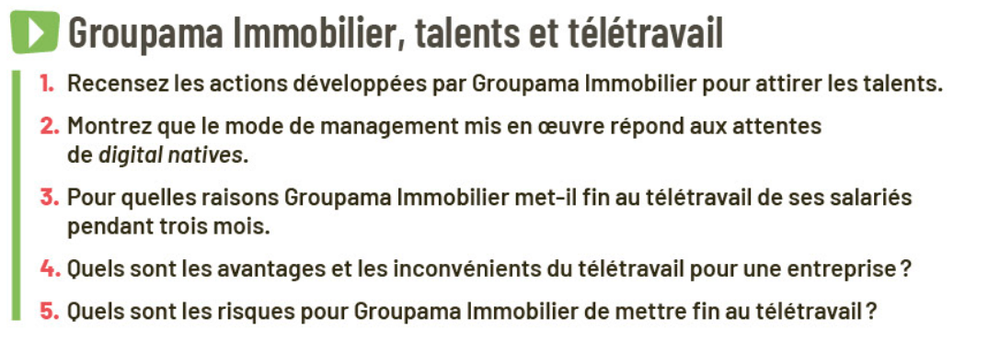 Groupama Immobilier, talents et télétravail
1. Recensez les actions développées par Groupama Immobilier pour attirer les talents.
2. Montrez que le mode de management mis en œuvre répond aux attentes
de digital natives.
3. Pour quelles raisons Groupama Immobilier met-il fin au télétravail de ses salariés
pendant trois mois.
4. Quels sont les avantages et les inconvénients du télétravail pour une entreprise ?
5. Quels sont les risques pour Groupama Immobilier de mettre fin au télétravail ?